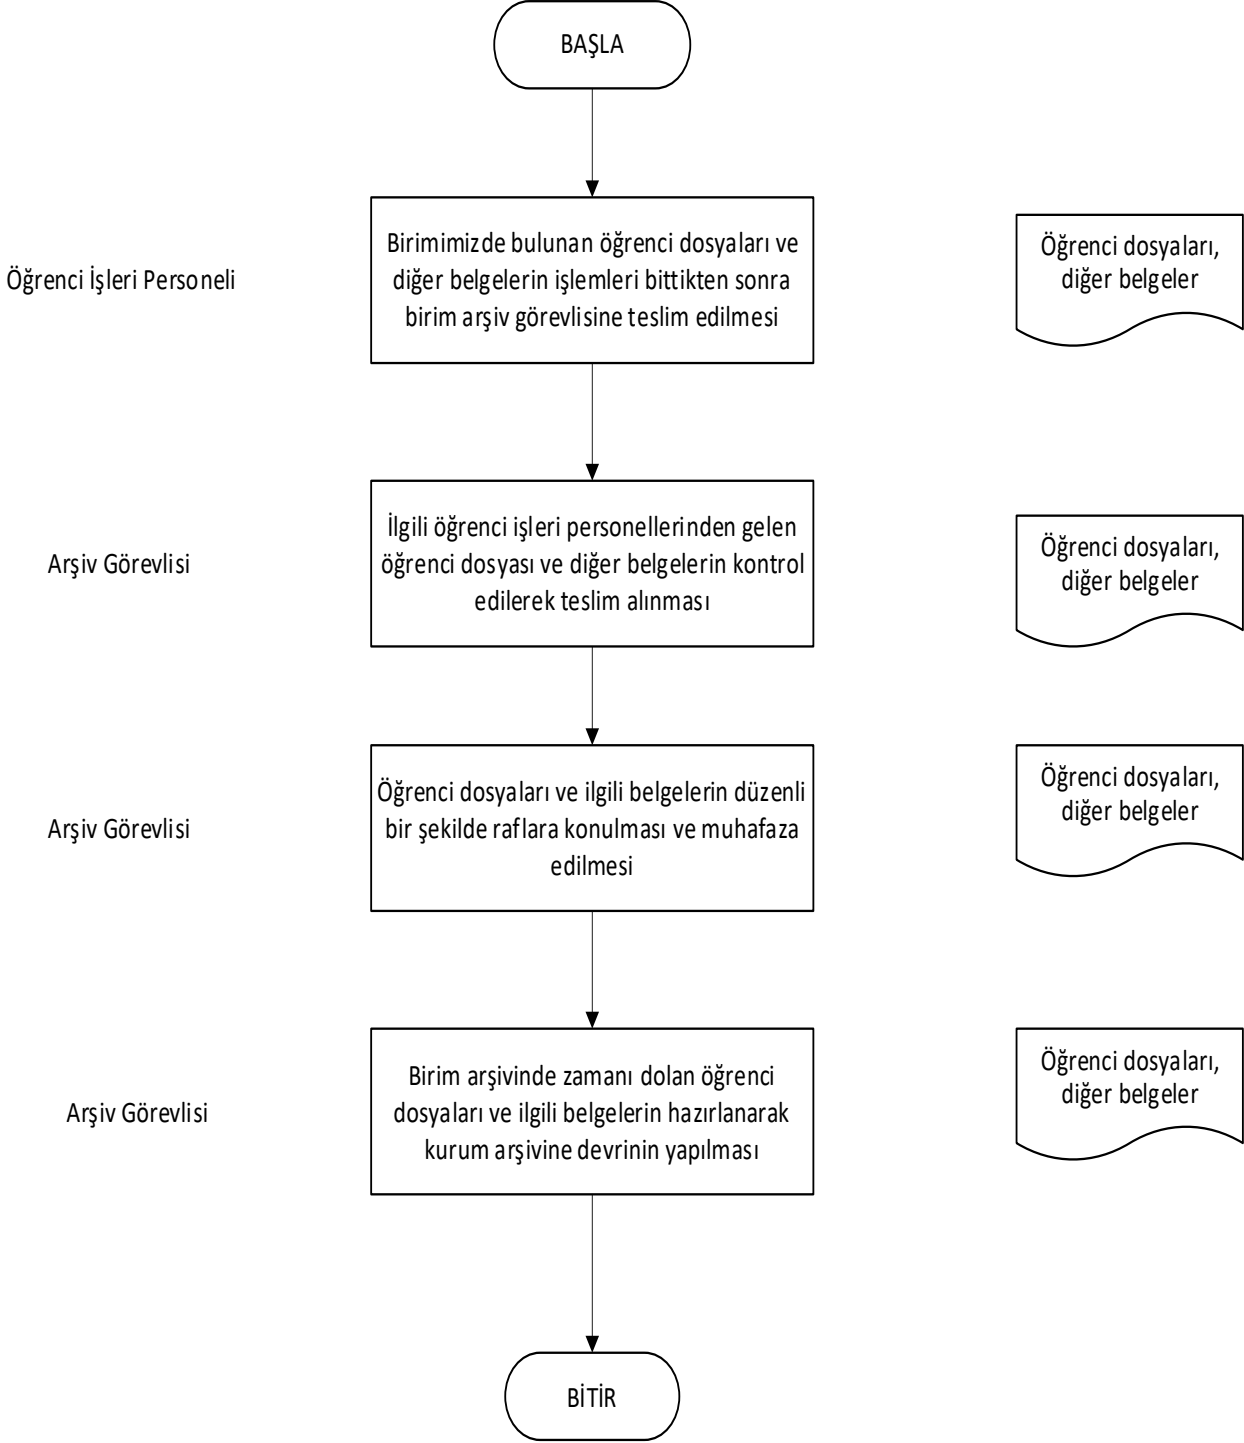 BAŞLA
Öğrenci İşleri Personeli
Birimimizde bulunan öğrenci dosyaları ve
diğer belgelerin işlemleri bittikten sonra
birim arşiv görevlisine teslim edilmesi
Öğrenci dosyaları,
diğer belgeler
Arşiv Görevlisi
İlgili öğrenci işleri personellerinden gelen
öğrenci dosyası ve diğer belgelerin kontrol
edilerek teslim alınması
Öğrenci dosyaları,
diğer belgeler
Arşiv Görevlisi
Öğrenci dosyaları ve ilgili belgelerin düzenli
bir şekilde raflara konulması ve muhafaza
edilmesi
Öğrenci dosyaları,
diğer belgeler
Arşiv Görevlisi
Birim arşivinde zamanı dolan öğrenci
dosyaları ve ilgili belgelerin hazırlanarak
kurum arşivine devrinin yapılması
Öğrenci dosyaları,
diğer belgeler
BİTİR